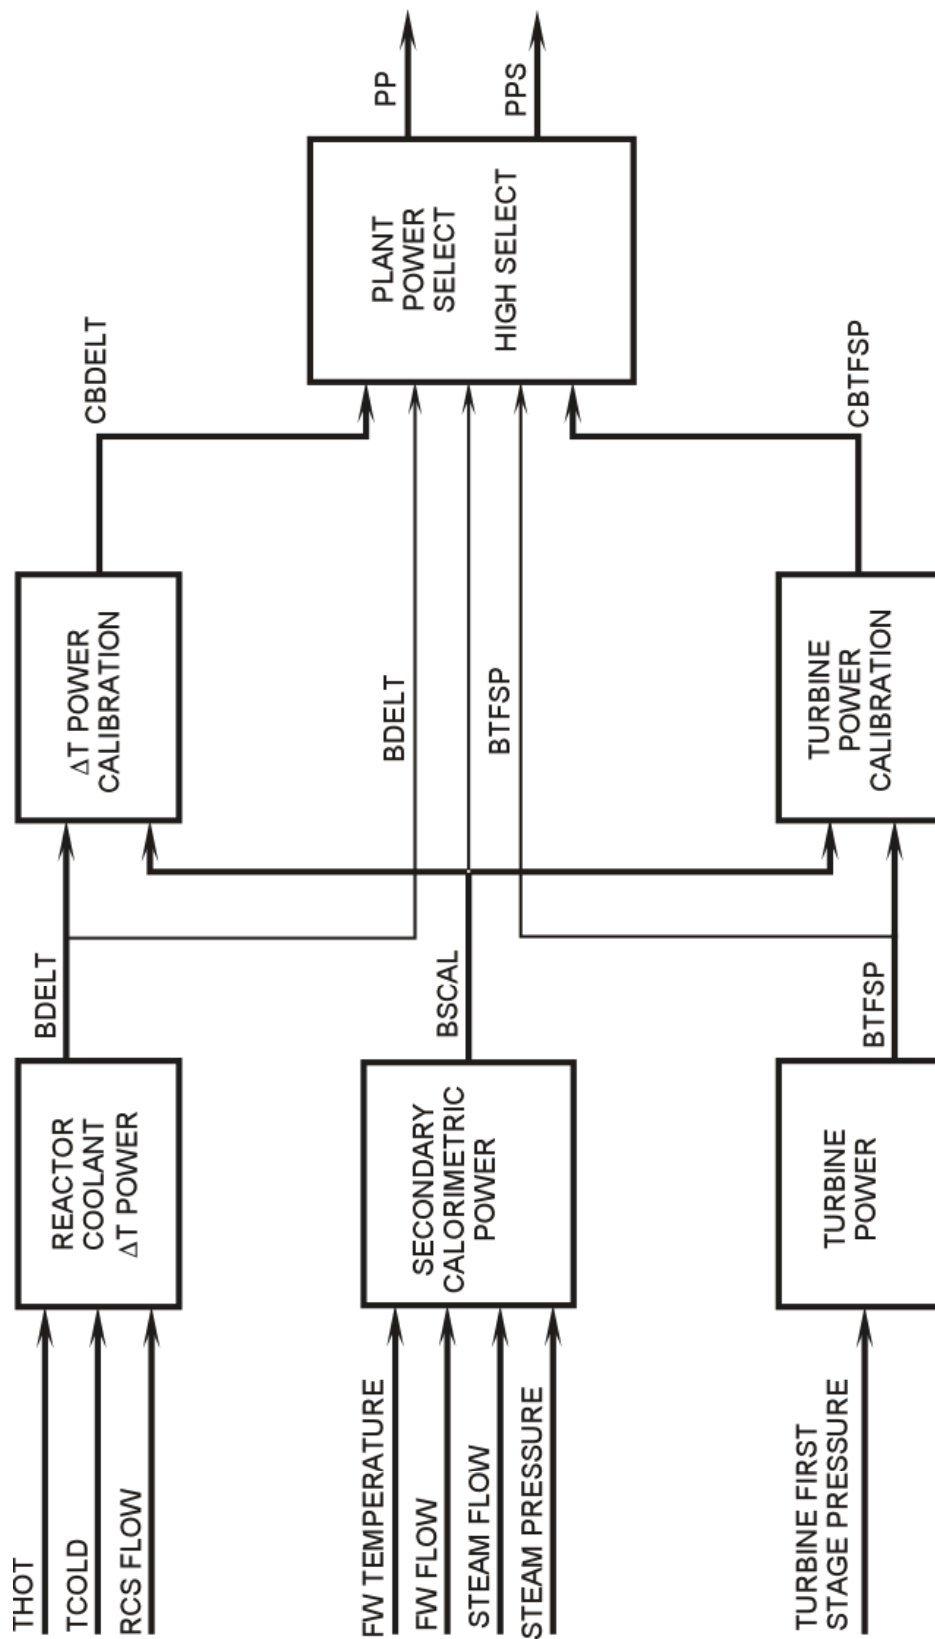 THOT
TCOLD
RCS FLOW
FW TEMPERATURE
FW FLOW
STEAM FLOW
STEAM PRESSURE
TURBINE FIRST
STAGE PRESSURE
REACTOR
COOLANT
ΔT POWER
SECONDARY
CALORIMETRIC
POWER
TURBINE
POWER
BDELT
BSCAL
BTFSP
ΔT POWER
CALIBRATION
BDELT
BTFSP
TURBINE
POWER
CALIBRATION
CBDELT
CBTFSP
PLANT
POWER
SELECT
HIGH SELECT
PP
PPS